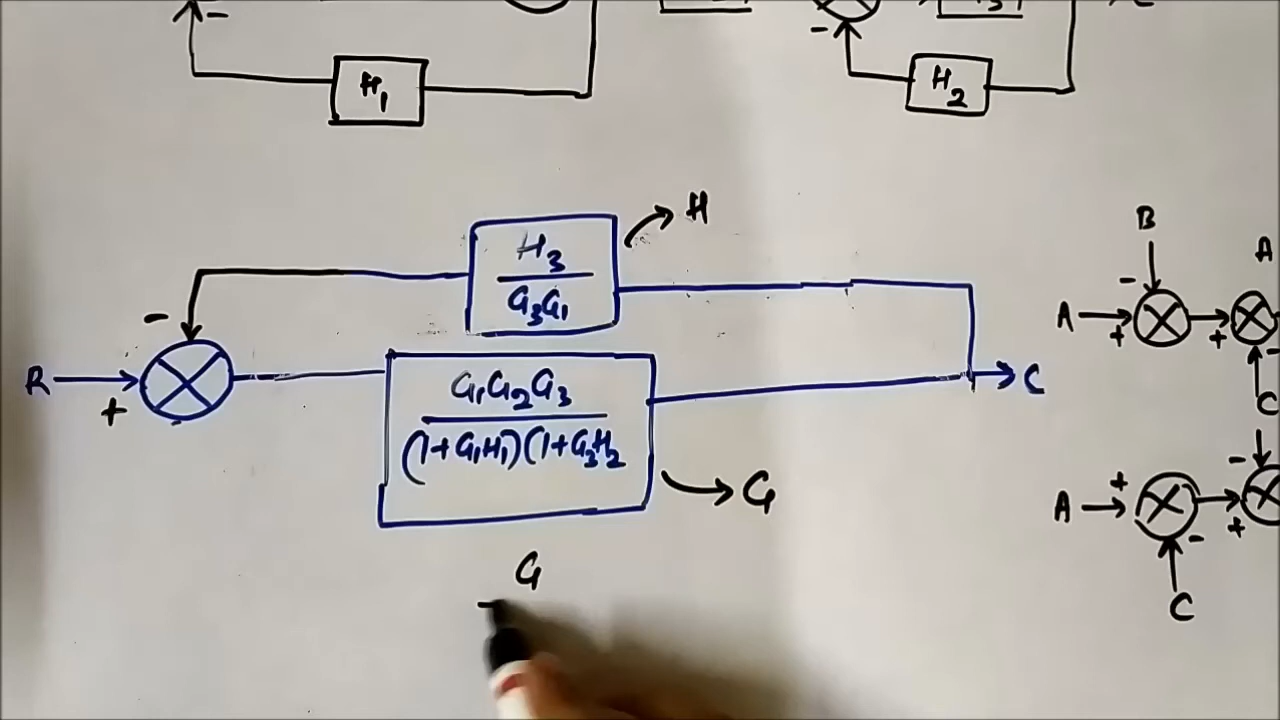 -
-
H₁
H₂
H
H₃
G₃G₁
-
R
+
G₁G₂G₃
(1+G₁H₁)(1+G₃H₂
C
G
G
B
A
-
A
+
+
-
C
-
A
+
-
+
C